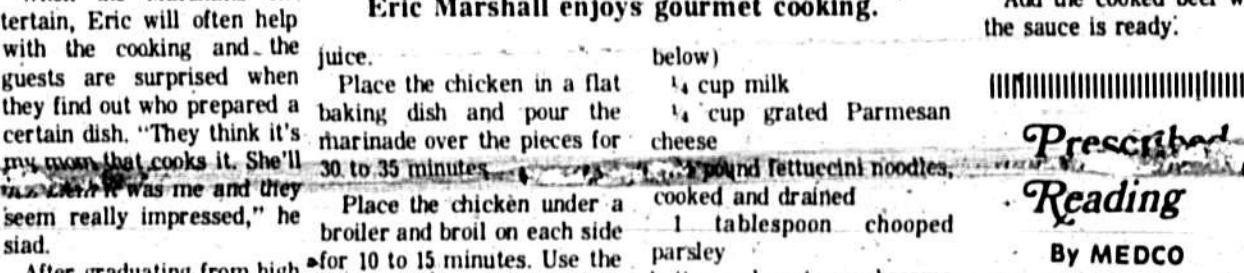 tertain, Eric will often help
with the cooking and the
guests are surprised when
they find out who prepared a
certain dish. "They think it's
my mom that cooks it. She'll
was me and they
seem really impressed," he
siad.
After graduating from high
Eric Marshall enjoys gourmet cooking.
juice.
Place the chicken in a flat
baking dish and pour the
marinade over the pieces for
30 to 35 minutes
Place the chicken under a
broiler and broil on each side
for 10 to 15 minutes. Use the
below)
¼ cup milk
¼ cup grated Parmesan
cheese
pound fettuccini noodles,
cooked and drained
1 tablespoon chooped
parsley
the sauce is ready.
Prescribed
Reading
By MEDCO